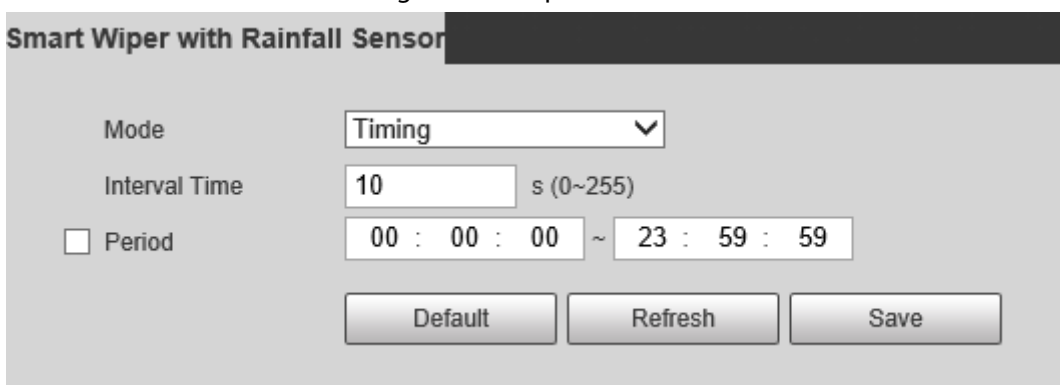 Smart Wiper with Rainfall Sensor
Mode Timing
Interval Time 10 s (0~255)
Period 00 : 00 : 00 ~ 23 : 59 : 59
Default Refresh Save